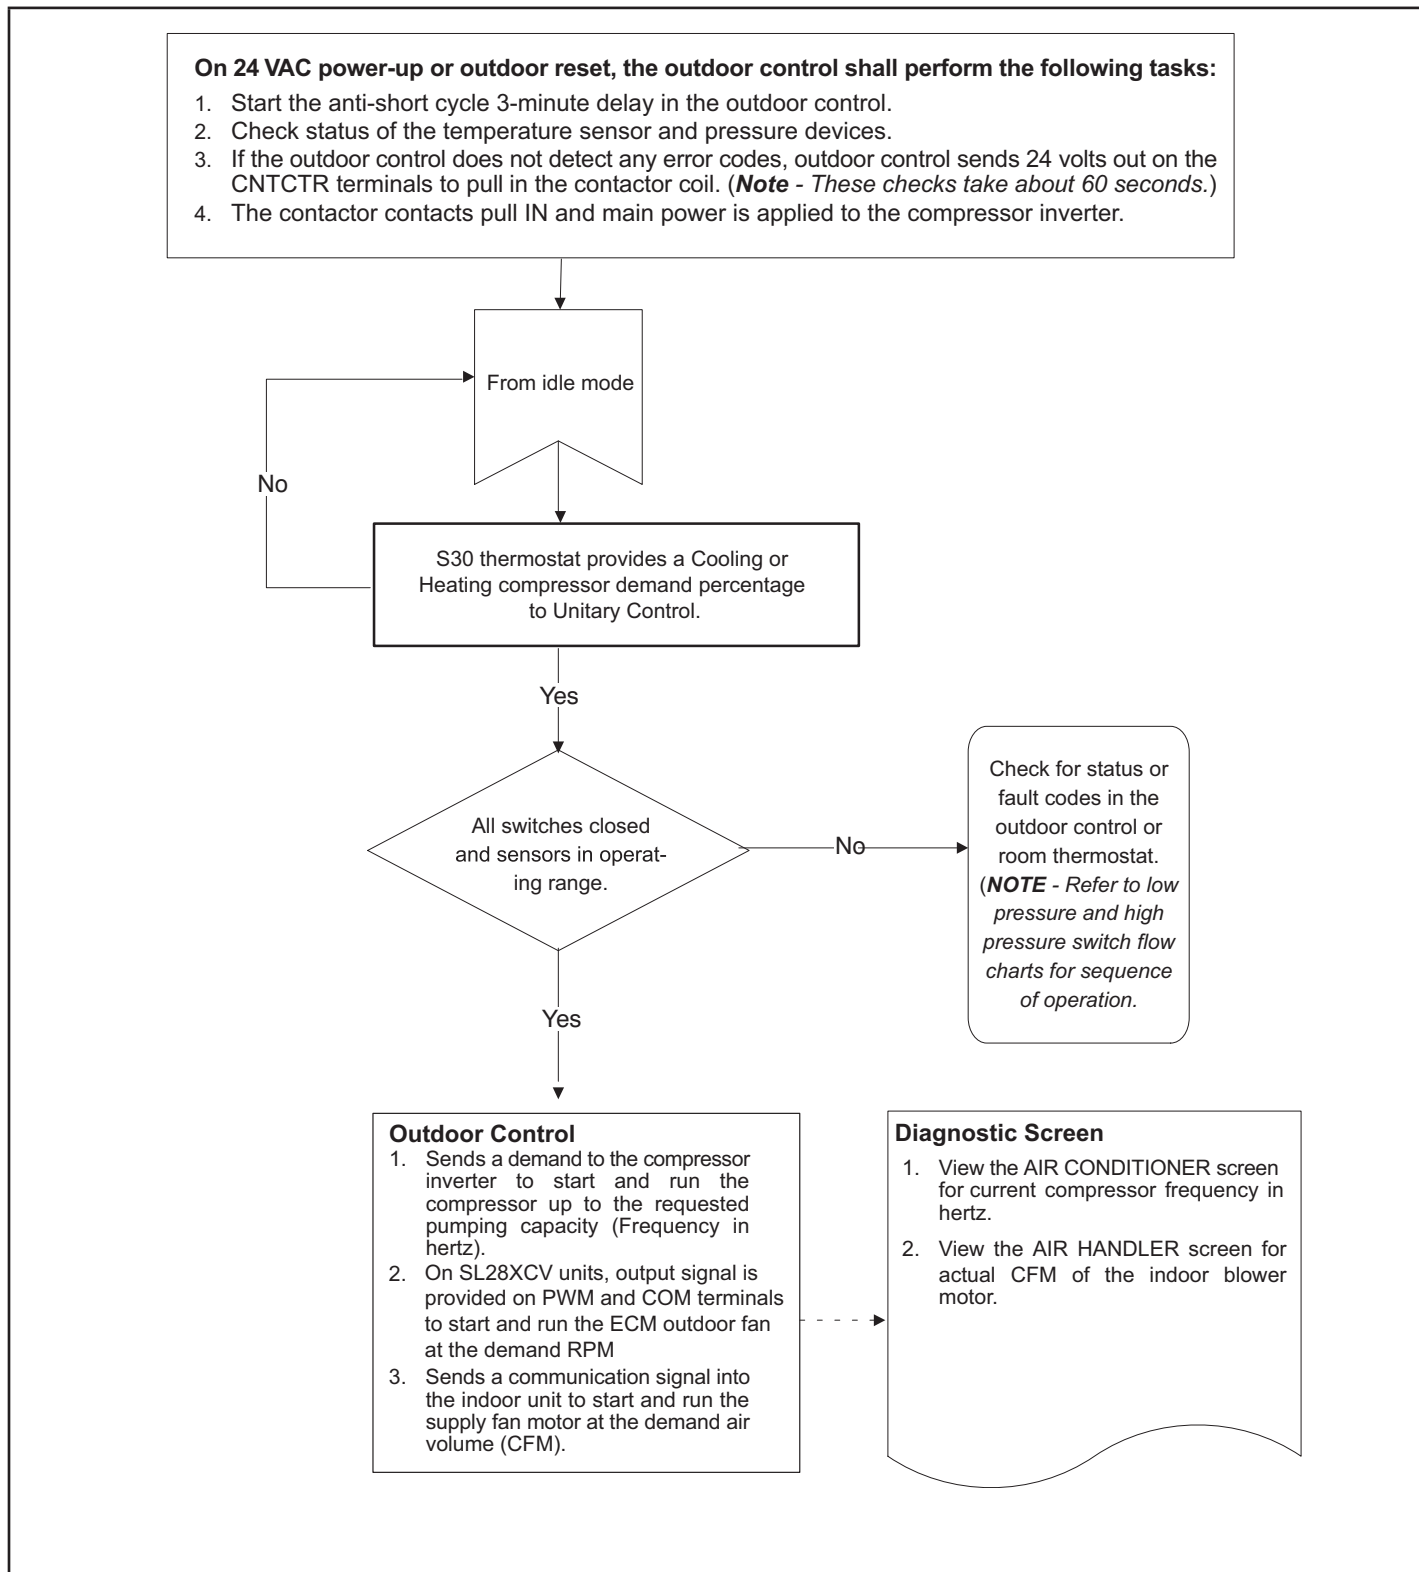 On 24 VAC power-up or outdoor reset, the outdoor control shall perform the following tasks:
1. Start the anti-short cycle 3-minute delay in the outdoor control.
2. Check status of the temperature sensor and pressure devices.
3. If the outdoor control does not detect any error codes, outdoor control sends 24 volts out on the
CNTCTR terminals to pull in the contactor coil. (Note - These checks take about 60 seconds.)
4. The contactor contacts pull IN and main power is applied to the compressor inverter.
From idle mode
No
S30 thermostat provides a Cooling or
Heating compressor demand percentage
to Unitary Control.
Yes
All switches closed
and sensors in operat-
ing range.
No
Check for status or
fault codes in the
outdoor control or
room thermostat.
(NOTE - Refer to low
pressure and high
pressure switch flow
charts for sequence
of operation.
Yes
Outdoor Control
1. Sends a demand to the compressor
inverter to start and run the
compressor up to the requested
pumping capacity (Frequency in
hertz).
2. On SL28XCV units, output signal is
provided on PWM and COM terminals
to start and run the ECM outdoor fan
at the demand RPM
3. Sends a communication signal into
the indoor unit to start and run the
supply fan motor at the demand air
volume (CFM).
Diagnostic Screen
1. View the AIR CONDITIONER screen
for current compressor frequency in
hertz.
2. View the AIR HANDLER screen for
actual CFM of the indoor blower
motor.